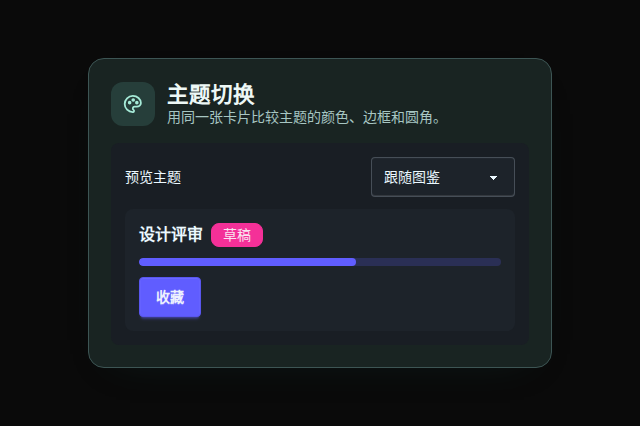 主题切换
用同一张卡片比较主题的颜色、边框和圆角。
预览主题
跟随图鉴
设计评审
草稿
收藏